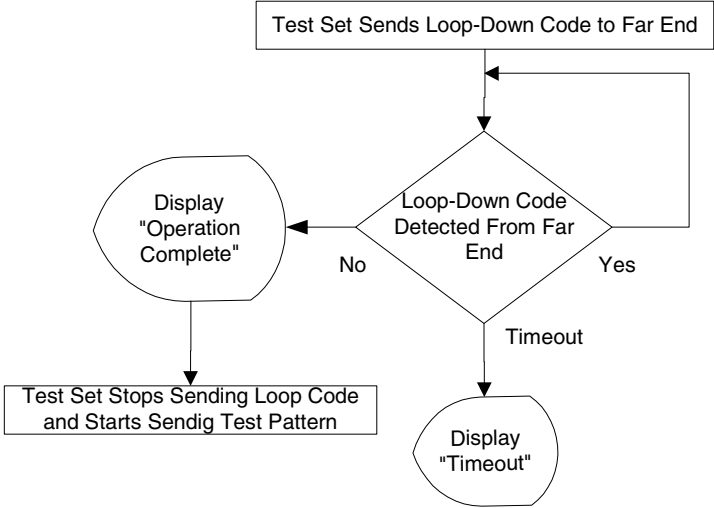 Test Set Sends Loop-Down Code to Far End
Loop-Down Code
Detected From Far
End
Display
"Operation
Complete"
No
Yes
Timeout
Test Set Stops Sending Loop Code
and Starts Sendig Test Pattern
Display
"Timeout"